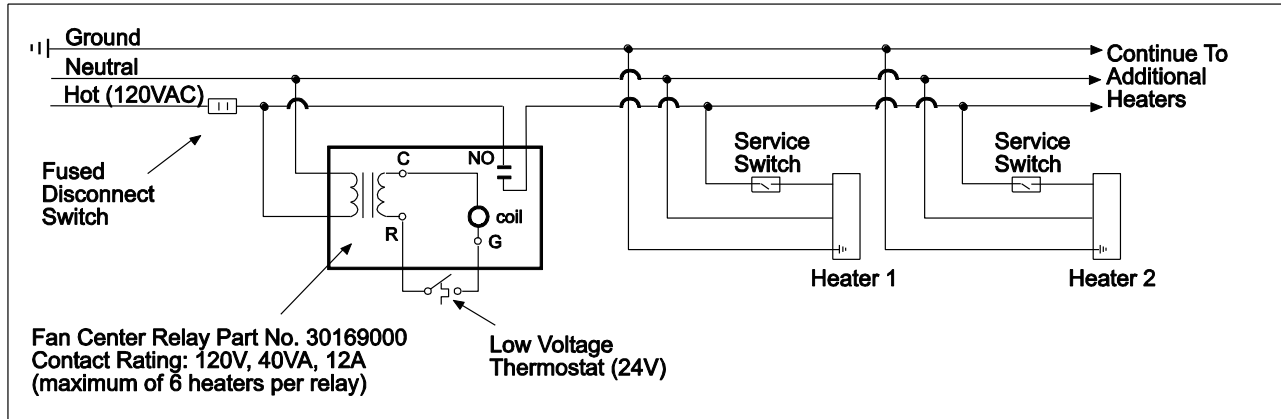 Ground
Neutral
Hot (120VAC)
Continue To
Additional
Heaters
Fused
Disconnect
Switch
C
NO
coil
R
G
Service
Switch
Service
Switch
Heater 1
Heater 2
Fan Center Relay Part No. 30169000
Contact Rating: 120V, 40VA, 12A
(maximum of 6 heaters per relay)
Low Voltage
Thermostat (24V)